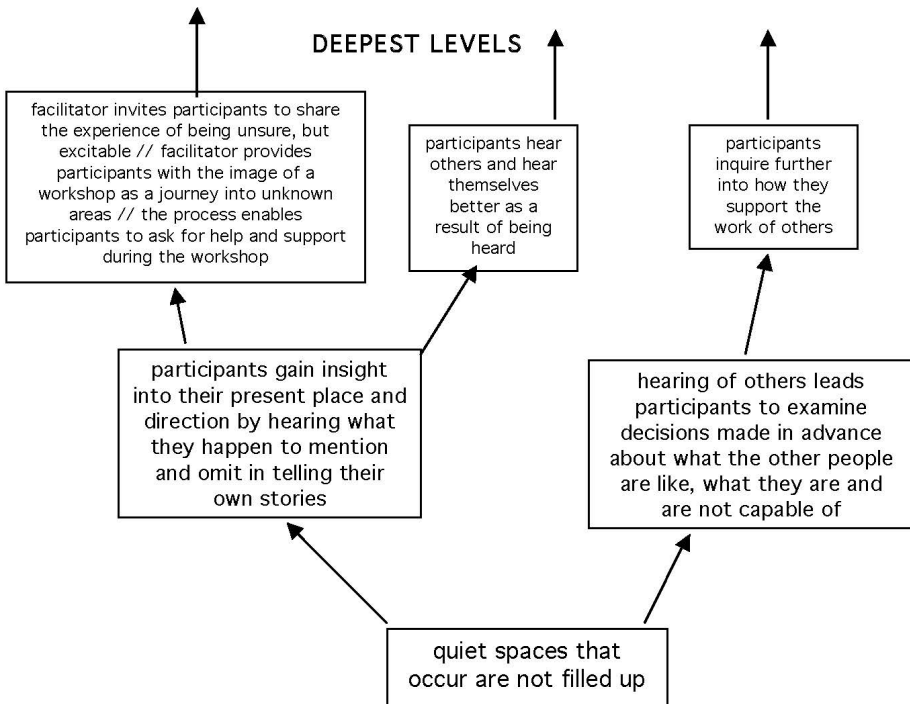 DEEPEST LEVELS
facilitator invites participants to share
the experience of being unsure, but
excitable // facilitator provides
participants with the image of a
workshop as a journey into unknown
areas // the process enables
participants to ask for help and support
during the workshop
participants hear
others and hear
themselves
better as a
result of being
heard
participants
inquire further
into how they
support the
work of others
participants gain insight
into their present place and
direction by hearing what
they happen to mention
and omit in telling their
own stories
hearing of others leads
participants to examine
decisions made in advance
about what the other people
are like, what they are and
are not capable of
quiet spaces that
occur are not filled up